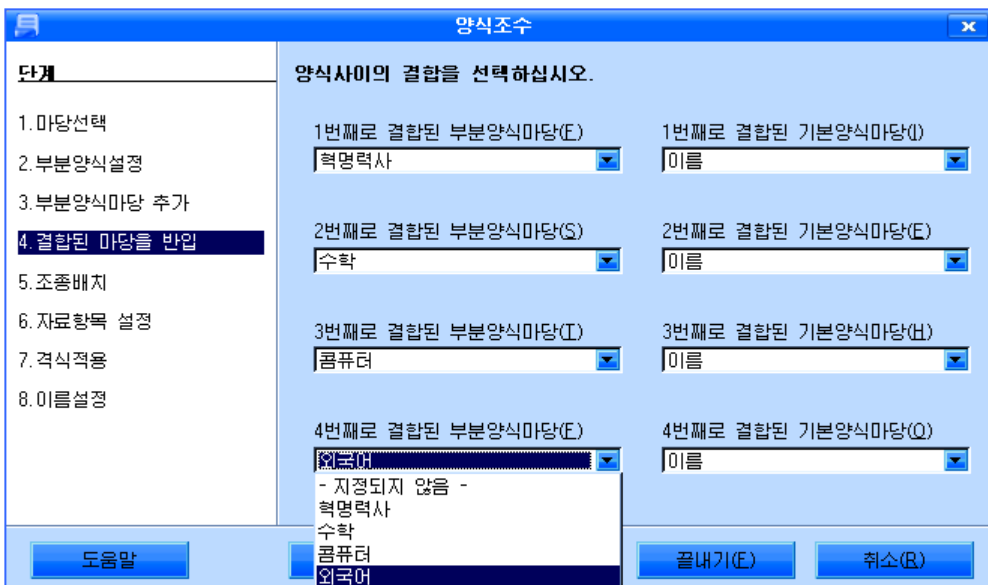 양식조수
단계
1.마당선택
2.부분양식설정
3.부분양식마당 추가
4.결합된 마당을 반입
5.조종배치
6.자료항목 설정
7.격식적용
8.이름설정
양식사이의 결합을 선택하십시오.
1번째로 결합된 부분양식마당(F) 1번째로 결합된 기본양식마당(I)
혁명력사 이름
2번째로 결합된 부분양식마당(S) 2번째로 결합된 기본양식마당(E)
수학 이름
3번째로 결합된 부분양식마당(T) 3번째로 결합된 기본양식마당(H)
콤퓨터 이름
4번째로 결합된 부분양식마당(F) 4번째로 결합된 기본양식마당(O)
외국어 이름
- 지정되지 않음 -
혁명력사
수학
콤퓨터
외국어
도움말 끝내기(F) 취소(R)